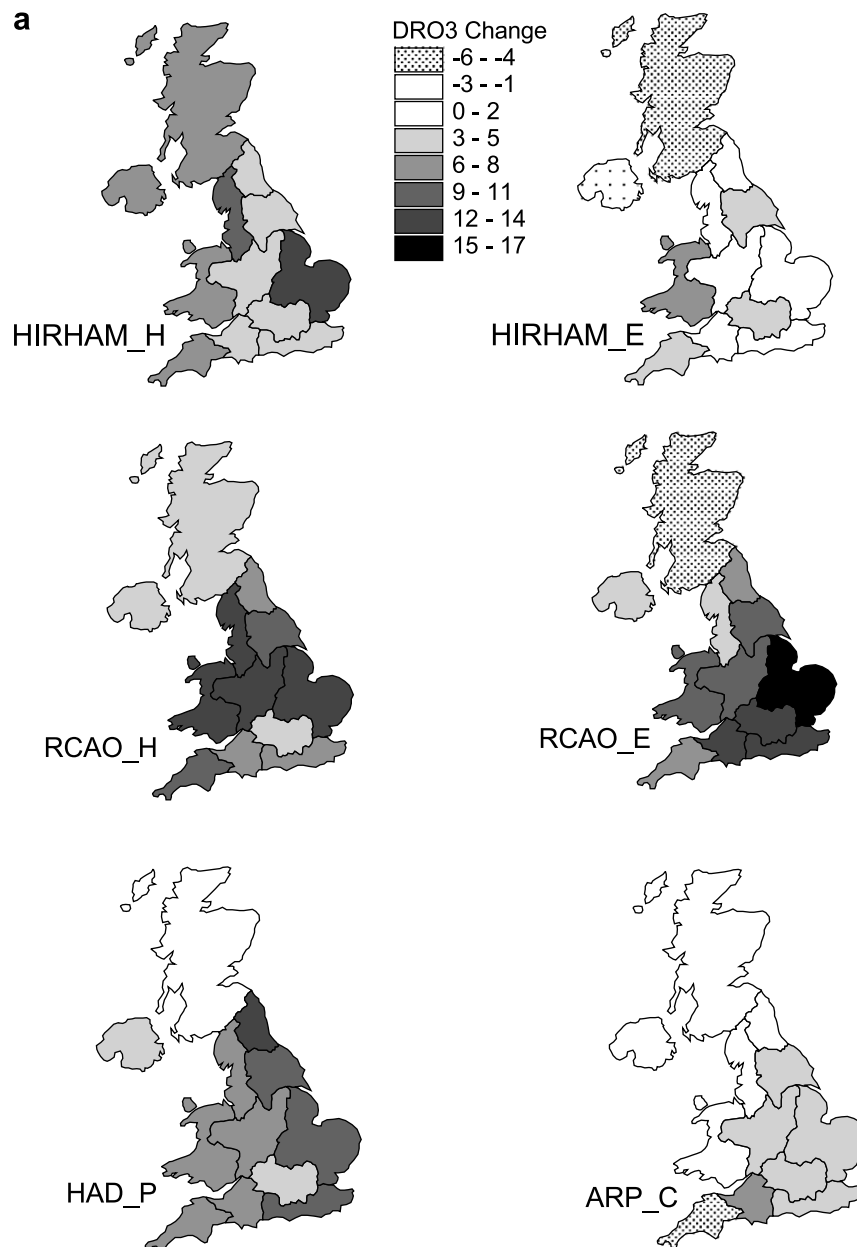 a
DRO3 Change
-6 - -4
-3 - -1
0 - 2
3 - 5
6 - 8
9 - 11
12 - 14
15 - 17
HIRHAM_H
HIRHAM_E
RCAO_H
RCAO_E
HAD_P
ARP_C